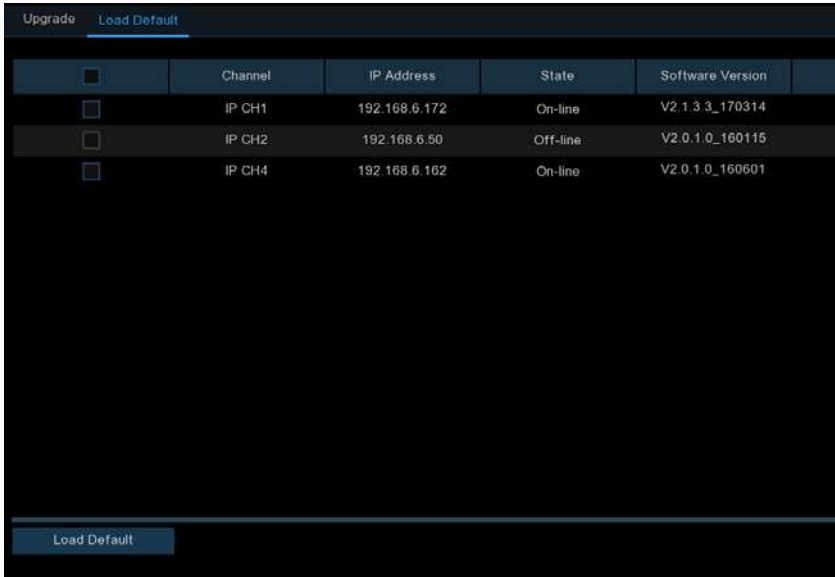 Upgrade Load Default
Channel IP Address State Software Version
IP CH1 192.168.6.172 On-line V2.1.3.3_170314
IP CH2 192.168.6.50 Off-line V2.0.1.0_160115
IP CH4 192.168.6.162 On-line V2.0.1.0_160601
Load Default